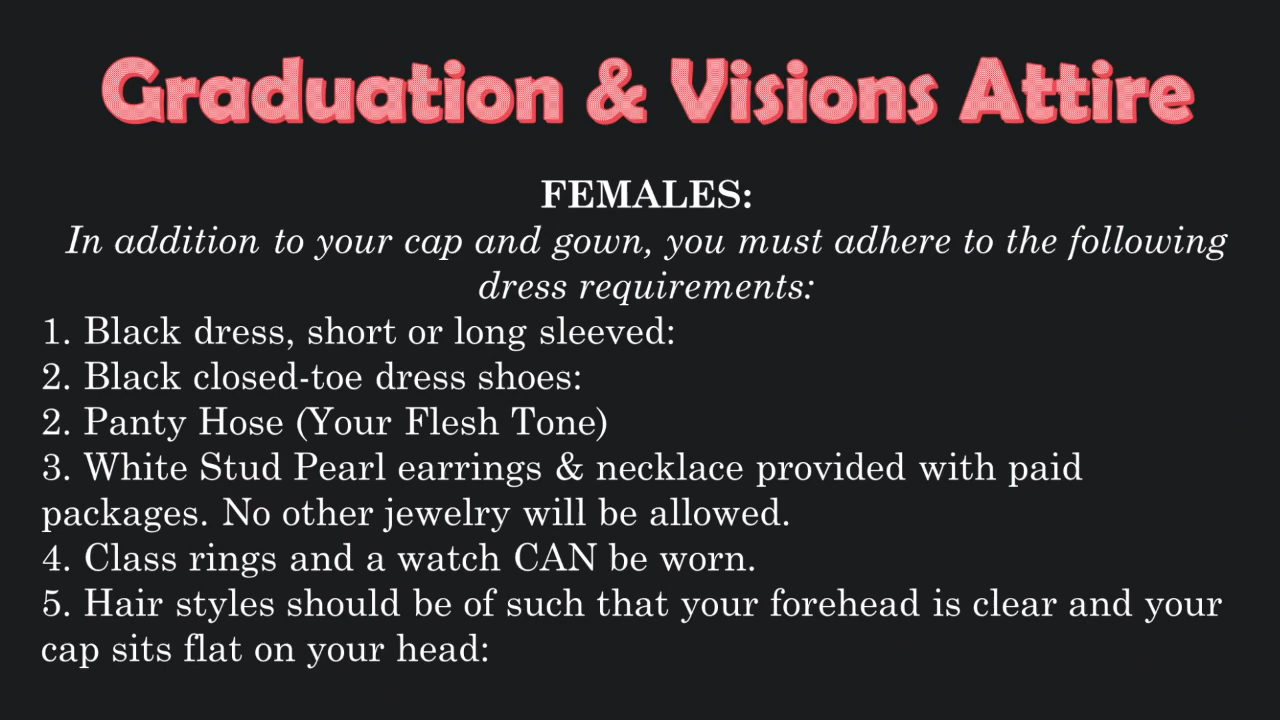 Graduation & Visions Attire
FEMALES:
In addition to your cap and gown, you must adhere to the following
dress requirements:
1. Black dress, short or long sleeved:
2. Black closed-toe dress shoes:
2. Panty Hose (Your Flesh Tone)
3. White Stud Pearl earrings & necklace provided with paid
packages. No other jewelry will be allowed.
4. Class rings and a watch CAN be worn.
5. Hair styles should be of such that your forehead is clear and your
cap sits flat on your head: